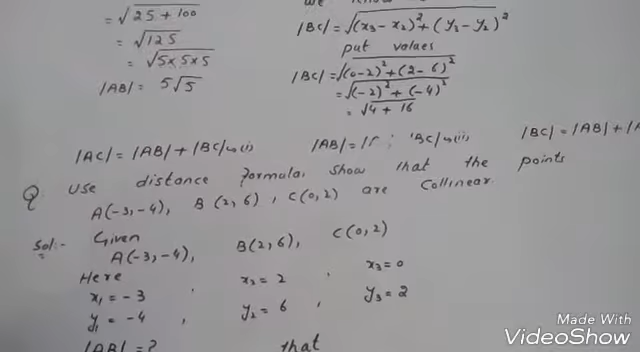 = √25 + 100
= √125
= √5×5×5
|AB| = 5√5
|BC| = √(x₃ - x₂)² + (y₃ - y₂)²
put values
|BC| = √(0-2)² + (2-6)²
= √(-2)² + (-4)²
= √4 + 16
|AC| = |AB| + |BC| → (i)
|BC| → (ii)
|BC| = |AB| +
Q. Use distance formula, show that the points
A(-3,-4), B(2,6), C(0,2) are collinear.
Sol:- Given
A(-3,-4), B(2,6), C(0,2)
Here
x₁ = -3 , x₂ = 2 , x₃ = 0
y₁ = -4 , y₂ = 6 , y₃ = 2
|AB| = ? that
Made With
VideoShow